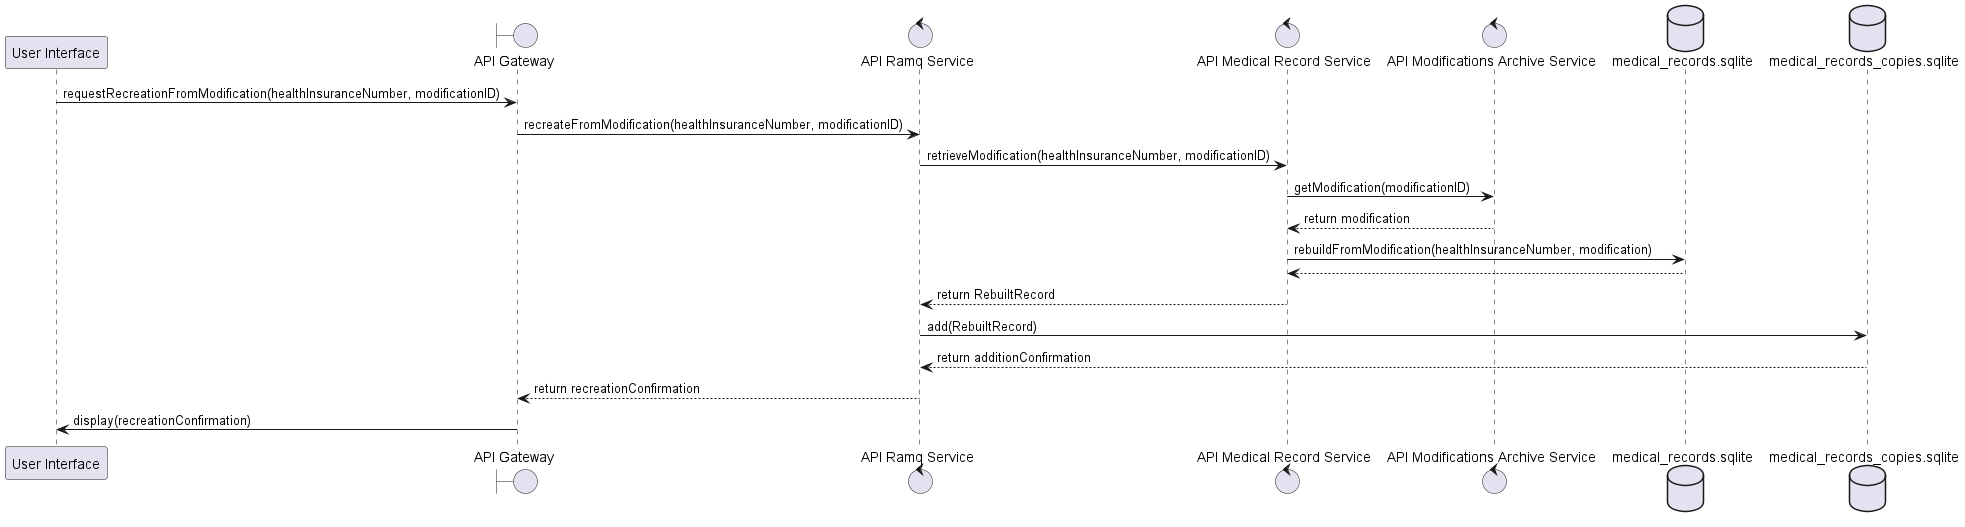 User Interface
API Gateway
API Ramq Service
API Medical Record Service
API Modifications Archive Service
medical_records.sqlite
medical_records_copies.sqlite
requestRecreationFromModification(healthInsuranceNumber, modificationID)
recreateFromModification(healthInsuranceNumber, modificationID)
retrieveModification(healthInsuranceNumber, modificationID)
getModification(modificationID)
return modification
rebuildFromModification(healthInsuranceNumber, modification)
return RebuiltRecord
add(RebuiltRecord)
return additionConfirmation
return recreationConfirmation
display(recreationConfirmation)
User Interface
API Gateway
API Ramq Service
API Medical Record Service
API Modifications Archive Service
medical_records.sqlite
medical_records_copies.sqlite